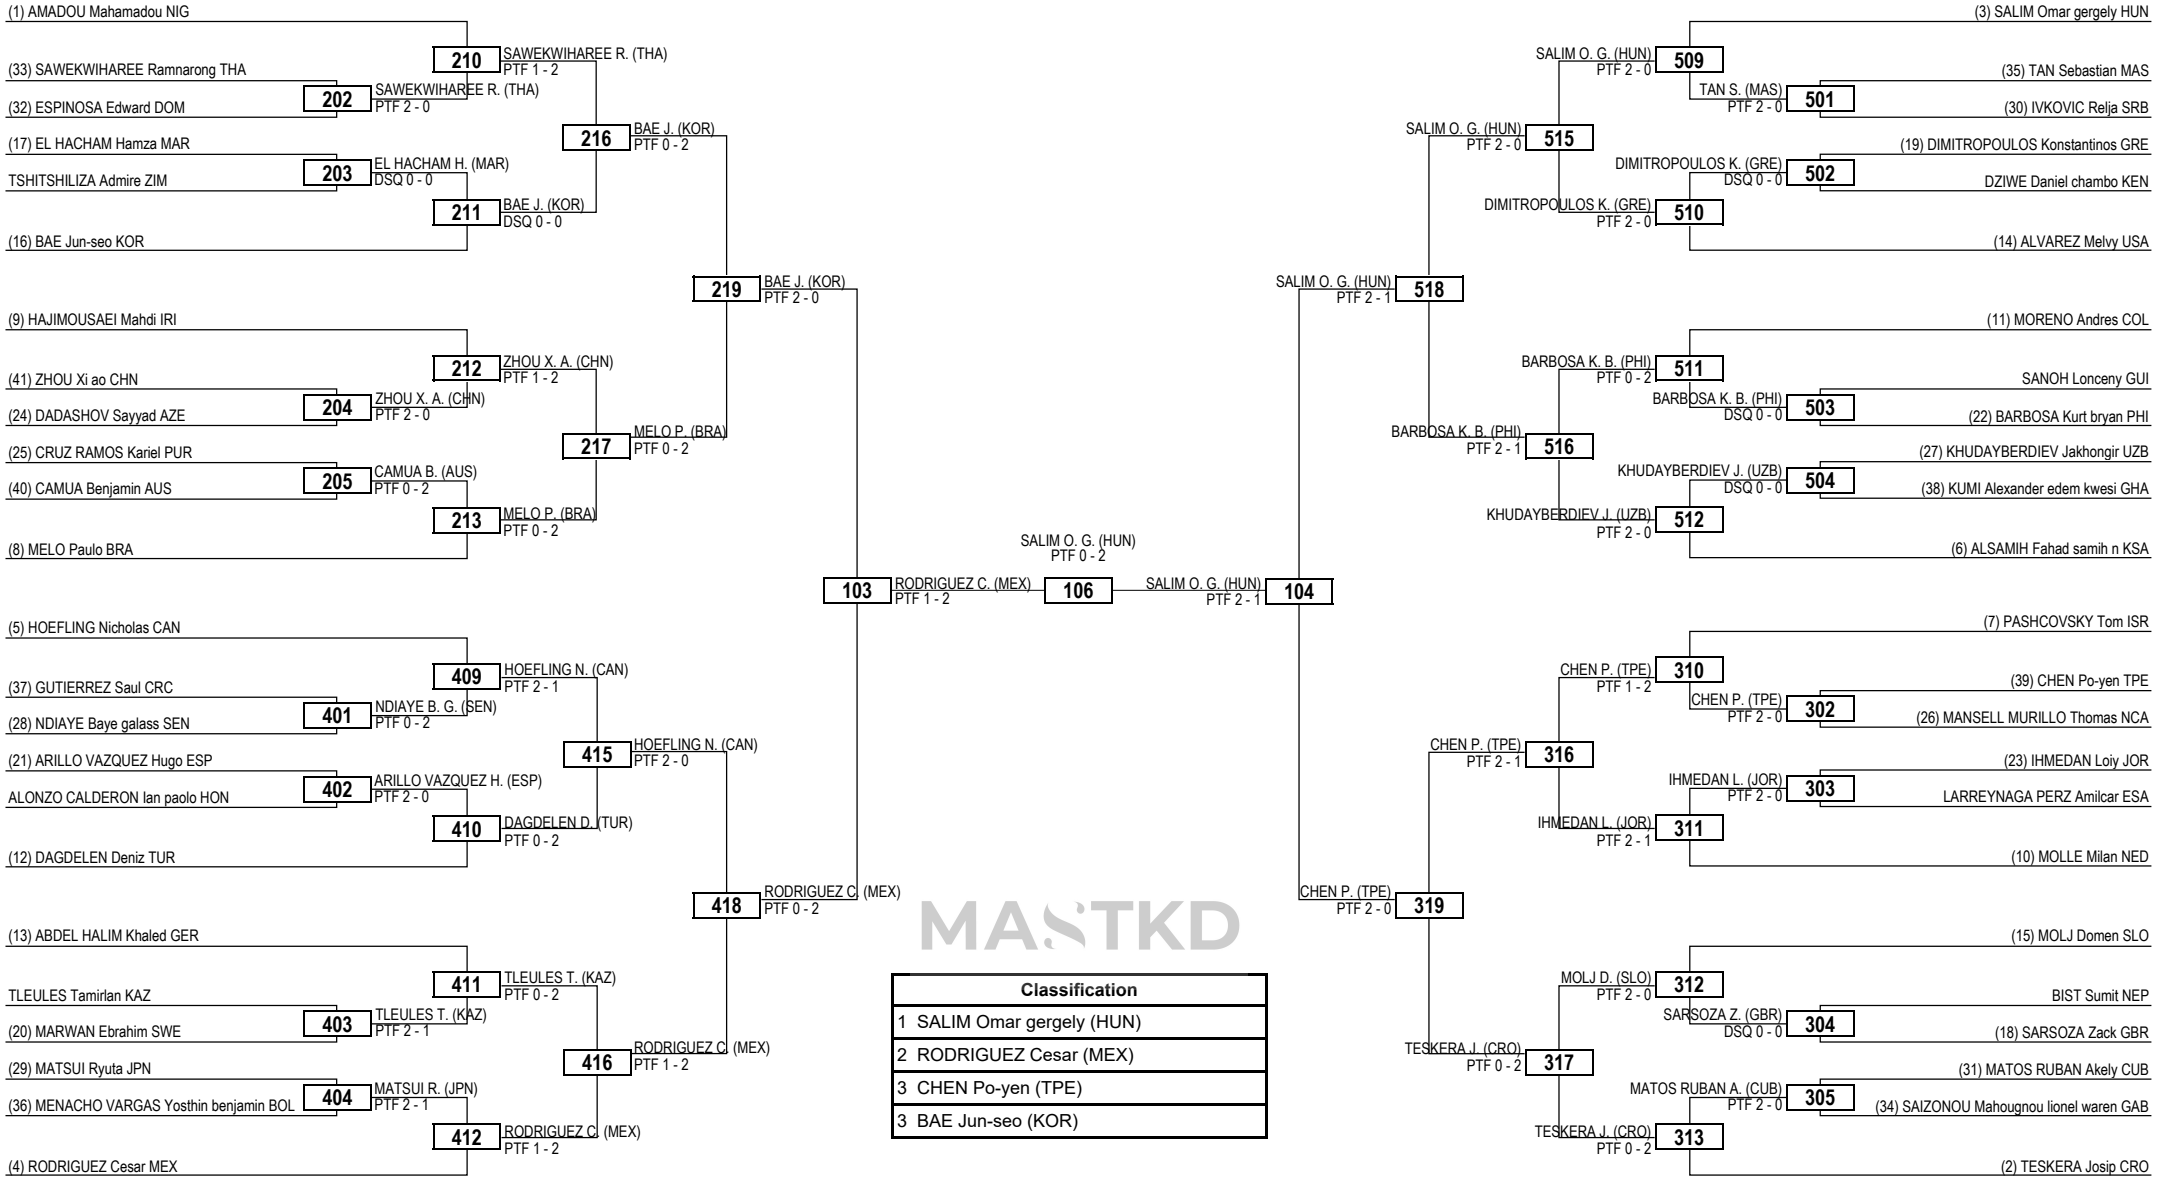 (1) AMADOU Mahamadou NIG
210
SAWEKWIHAREE R. (THA)
PTF 1 - 2
(33) SAWEKWIHAREE Ramnarong THA
202
SAWEKWIHAREE R. (THA)
PTF 2 - 0
(32) ESPINOSA Edward DOM
216
BAE J. (KOR)
PTF 0 - 2
(17) EL HACHAM Hamza MAR
203
EL HACHAM H. (MAR)
DSQ 0 - 0
TSHITSHILIZA Admire ZIM
211
BAE J. (KOR)
DSQ 0 - 0
(16) BAE Jun-seo KOR
219
BAE J. (KOR)
PTF 2 - 0
(9) HAJIMOUSAEI Mahdi IRI
212
ZHOU X. A. (CHN)
PTF 1 - 2
(41) ZHOU Xi ao CHN
204
ZHOU X. A. (CHN)
PTF 2 - 0
(24) DADASHOV Sayyad AZE
217
MELO P. (BRA)
PTF 0 - 2
(25) CRUZ RAMOS Kariel PUR
205
CAMUA B. (AUS)
PTF 0 - 2
(40) CAMUA Benjamin AUS
213
MELO P. (BRA)
PTF 0 - 2
(8) MELO Paulo BRA
103
RODRIGUEZ C. (MEX)
PTF 1 - 2
(5) HOEFLING Nicholas CAN
409
HOEFLING N. (CAN)
PTF 2 - 1
(37) GUTIERREZ Saul CRC
401
NDIAYE B. G. (SEN)
PTF 0 - 2
(28) NDIAYE Baye galass SEN
415
HOEFLING N. (CAN)
PTF 2 - 0
(21) ARILLO VAZQUEZ Hugo ESP
402
ARILLO VAZQUEZ H. (ESP)
PTF 2 - 0
ALONZO CALDERON Ian paolo HON
410
DAGDELEN D. (TUR)
PTF 0 - 2
(12) DAGDELEN Deniz TUR
418
RODRIGUEZ C. (MEX)
PTF 0 - 2
(13) ABDEL HALIM Khaled GER
411
TLEULES T. (KAZ)
PTF 0 - 2
TLEULES Tamirlan KAZ
403
TLEULES T. (KAZ)
PTF 2 - 1
(20) MARWAN Ebrahim SWE
416
RODRIGUEZ C. (MEX)
PTF 1 - 2
(29) MATSUI Ryuta JPN
404
MATSUI R. (JPN)
PTF 2 - 1
(36) MENACHO VARGAS Yosthin benjamin BOL
412
RODRIGUEZ C. (MEX)
PTF 1 - 2
(4) RODRIGUEZ Cesar MEX
SALIM O. G. (HUN)
PTF 0 - 2
106
SALIM O. G. (HUN)
PTF 2 - 1
104
(3) SALIM Omar gergely HUN
SALIM O. G. (HUN)
PTF 2 - 0
509
(35) TAN Sebastian MAS
TAN S. (MAS)
PTF 2 - 0
501
(30) IVKOVIC Relja SRB
SALIM O. G. (HUN)
PTF 2 - 0
515
(19) DIMITROPOULOS Konstantinos GRE
DIMITROPOULOS K. (GRE)
DSQ 0 - 0
502
DZIWE Daniel chambo KEN
DIMITROPOULOS K. (GRE)
PTF 2 - 0
510
(14) ALVAREZ Melvy USA
SALIM O. G. (HUN)
PTF 2 - 1
518
(11) MORENO Andres COL
BARBOSA K. B. (PHI)
PTF 0 - 2
511
SANOH Lonceny GUI
BARBOSA K. B. (PHI)
DSQ 0 - 0
503
(22) BARBOSA Kurt bryan PHI
BARBOSA K. B. (PHI)
PTF 2 - 1
516
(27) KHUDAYBERDIEV Jakhongir UZB
KHUDAYBERDIEV J. (UZB)
DSQ 0 - 0
504
(38) KUMI Alexander edem kwesi GHA
KHUDAYBERDIEV J. (UZB)
PTF 2 - 0
512
(6) ALSAMIH Fahad samih n KSA
(7) PASHCOVSKY Tom ISR
CHEN P. (TPE)
PTF 1 - 2
310
(39) CHEN Po-yen TPE
CHEN P. (TPE)
PTF 2 - 0
302
(26) MANSELL MURILLO Thomas NCA
CHEN P. (TPE)
PTF 2 - 1
316
(23) IHMEDAN Loiy JOR
IHMEDAN L. (JOR)
PTF 2 - 0
303
LARREYNAGA PERZ Amilcar ESA
IHMEDAN L. (JOR)
PTF 2 - 1
311
(10) MOLLE Milan NED
CHEN P. (TPE)
PTF 2 - 0
319
(15) MOLJ Domen SLO
MOLJ D. (SLO)
PTF 2 - 0
312
BIST Sumit NEP
SARSOZA Z. (GBR)
DSQ 0 - 0
304
(18) SARSOZA Zack GBR
TESKERA J. (CRO)
PTF 0 - 2
317
(31) MATOS RUBAN Akely CUB
MATOS RUBAN A. (CUB)
PTF 2 - 0
305
(34) SAIZONOU Mahougnou lionel waren GAB
TESKERA J. (CRO)
PTF 0 - 2
313
(2) TESKERA Josip CRO
MASTKD
Classification
1 SALIM Omar gergely (HUN)
2 RODRIGUEZ Cesar (MEX)
3 CHEN Po-yen (TPE)
3 BAE Jun-seo (KOR)